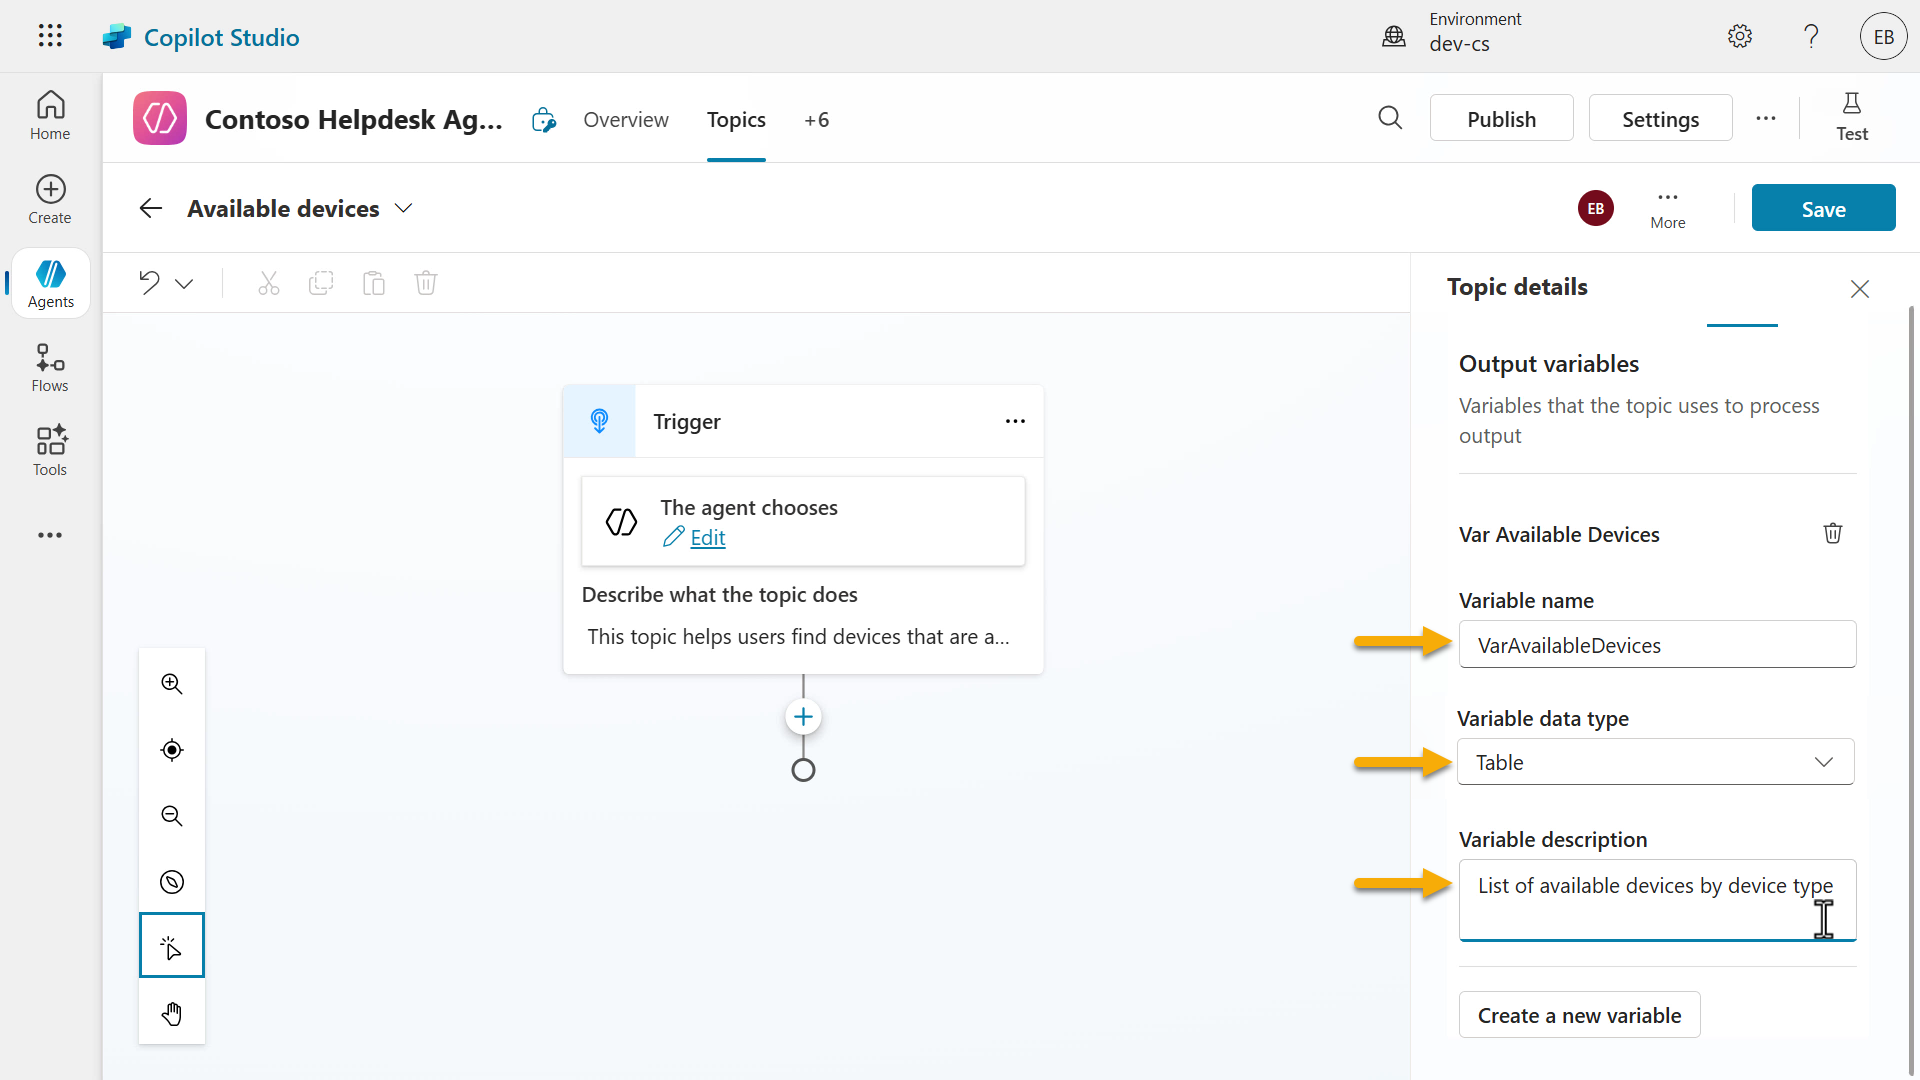 Copilot Studio
Environment
dev-cs
EB
Home
Create
Agents
Flows
Tools
Contoso Helpdesk Ag...
Overview
Topics
+6
Publish
Settings
Test
Available devices
EB
More
Save
Trigger
The agent chooses
Edit
Describe what the topic does
This topic helps users find devices that are a...
Topic details
Output variables
Variables that the topic uses to process
output
Var Available Devices
Variable name
VarAvailableDevices
Variable data type
Table
Variable description
List of available devices by device type
Create a new variable